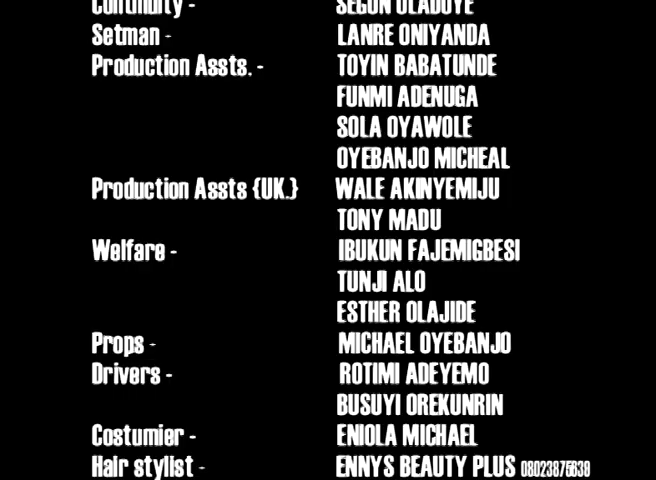 Continuity - SEGUN OLADOYE
Setman - LANRE ONIYANDA
Production Assts. - TOYIN BABATUNDE
FUNMI ADENUGA
SOLA OYAWOLE
OYEBANJO MICHEAL
Production Assts {UK.} WALE AKINYEMIJU
TONY MADU
Welfare - IBUKUN FAJEMIGBESI
TUNJI ALO
ESTHER OLAJIDE
Props - MICHAEL OYEBANJO
Drivers - ROTIMI ADEYEMO
BUSUYI OREKUNRIN
Costumier - ENIOLA MICHAEL
Hair stylist - ENNYS BEAUTY PLUS 08023875638